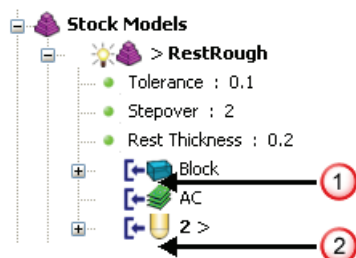 Stock Models
> RestRough
Tolerance : 0.1
Stepover : 2
Rest Thickness : 0.2
Block
1
AC
2 >
2